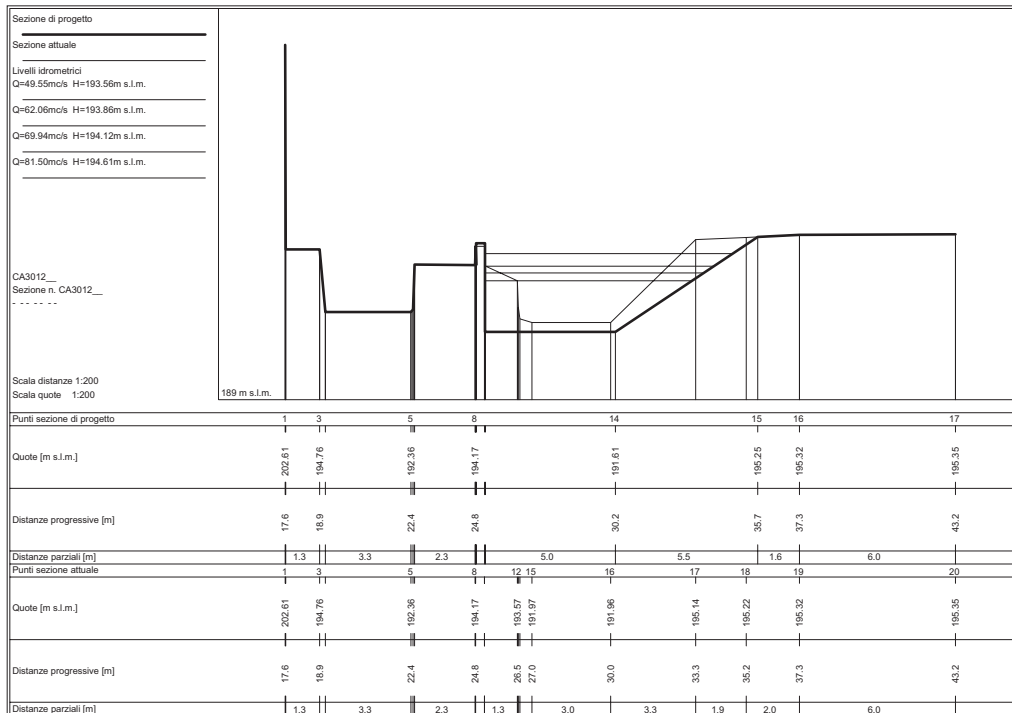 Sezione di progetto
Sezione attuale
Livelli idrometrici
Q=49.55mc/s H=193.56m s.l.m.
Q=62.06mc/s H=193.86m s.l.m.
Q=69.94mc/s H=194.12m s.l.m.
Q=81.50mc/s H=194.61m s.l.m.
CA3012__
Sezione n. CA3012__
- -- -- -- --
Scala distanze 1:200
Scala quote 1:200
189 m s.l.m.
Punti sezione di progetto 1 3 5 8 14 15 16 17
Quote [m s.l.m.] 202.61 194.76 192.36 194.17 191.61 195.25 195.32 195.35
Distanze progressive [m] 17.6 18.9 22.4 24.8 30.2 35.7 37.3 43.2
Distanze parziali [m] 1.3 3.3 2.3 5.0 5.5 1.6 6.0
Punti sezione attuale 1 3 5 8 12 15 16 17 18 19 20
Quote [m s.l.m.] 202.61 194.76 192.36 194.17 193.57 191.97 191.96 195.14 195.22 195.32 195.35
Distanze progressive [m] 17.6 18.9 22.4 24.8 26.5 27.0 30.0 33.3 35.2 37.3 43.2
Distanze parziali [m] 1.3 3.3 2.3 1.3 3.0 3.3 1.9 2.0 6.0